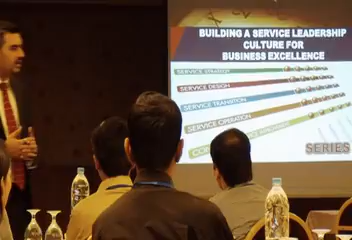 BUILDING A SERVICE LEADERSHIP
CULTURE FOR
BUSINESS EXCELLENCE
SERVICE STRATEGY
SERVICE DESIGN
SERVICE TRANSITION
SERVICE OPERATION
SERIES